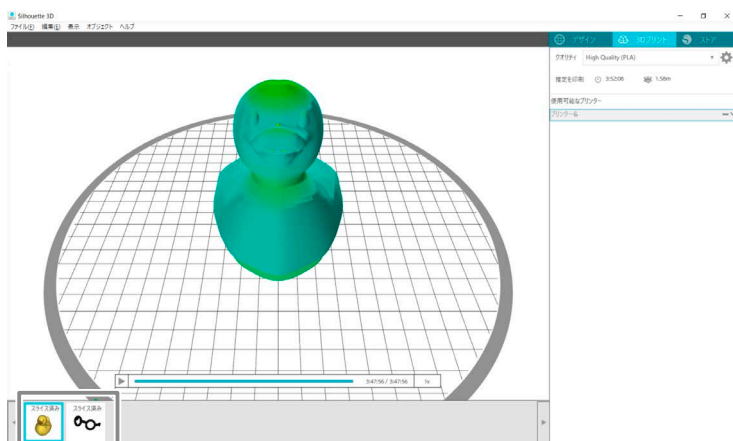 Silhouette 3D
ファイル(F) 編集(E) 表示 オブジェクト ヘルプ
デザイン 3Dプリント ストア
クオリティ High Quality (PLA)
推定を印刷 3:52:06 1.56m
使用可能なプリンター
プリンター名
3:47:56 / 3:47:56 1x
スライス済み スライス済み